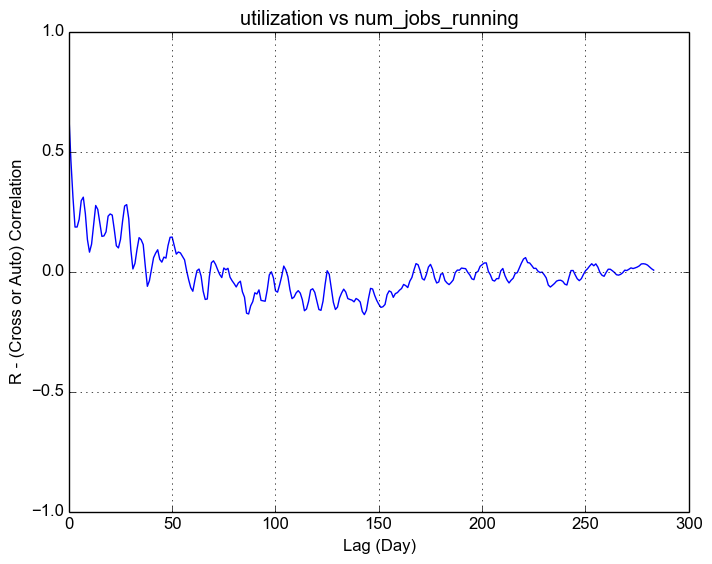 utilization vs num_jobs_running
1.0
0.5
0.0
−0.5
−1.0
R - (Cross or Auto) Correlation
0 50 100 150 200 250 300
Lag (Day)